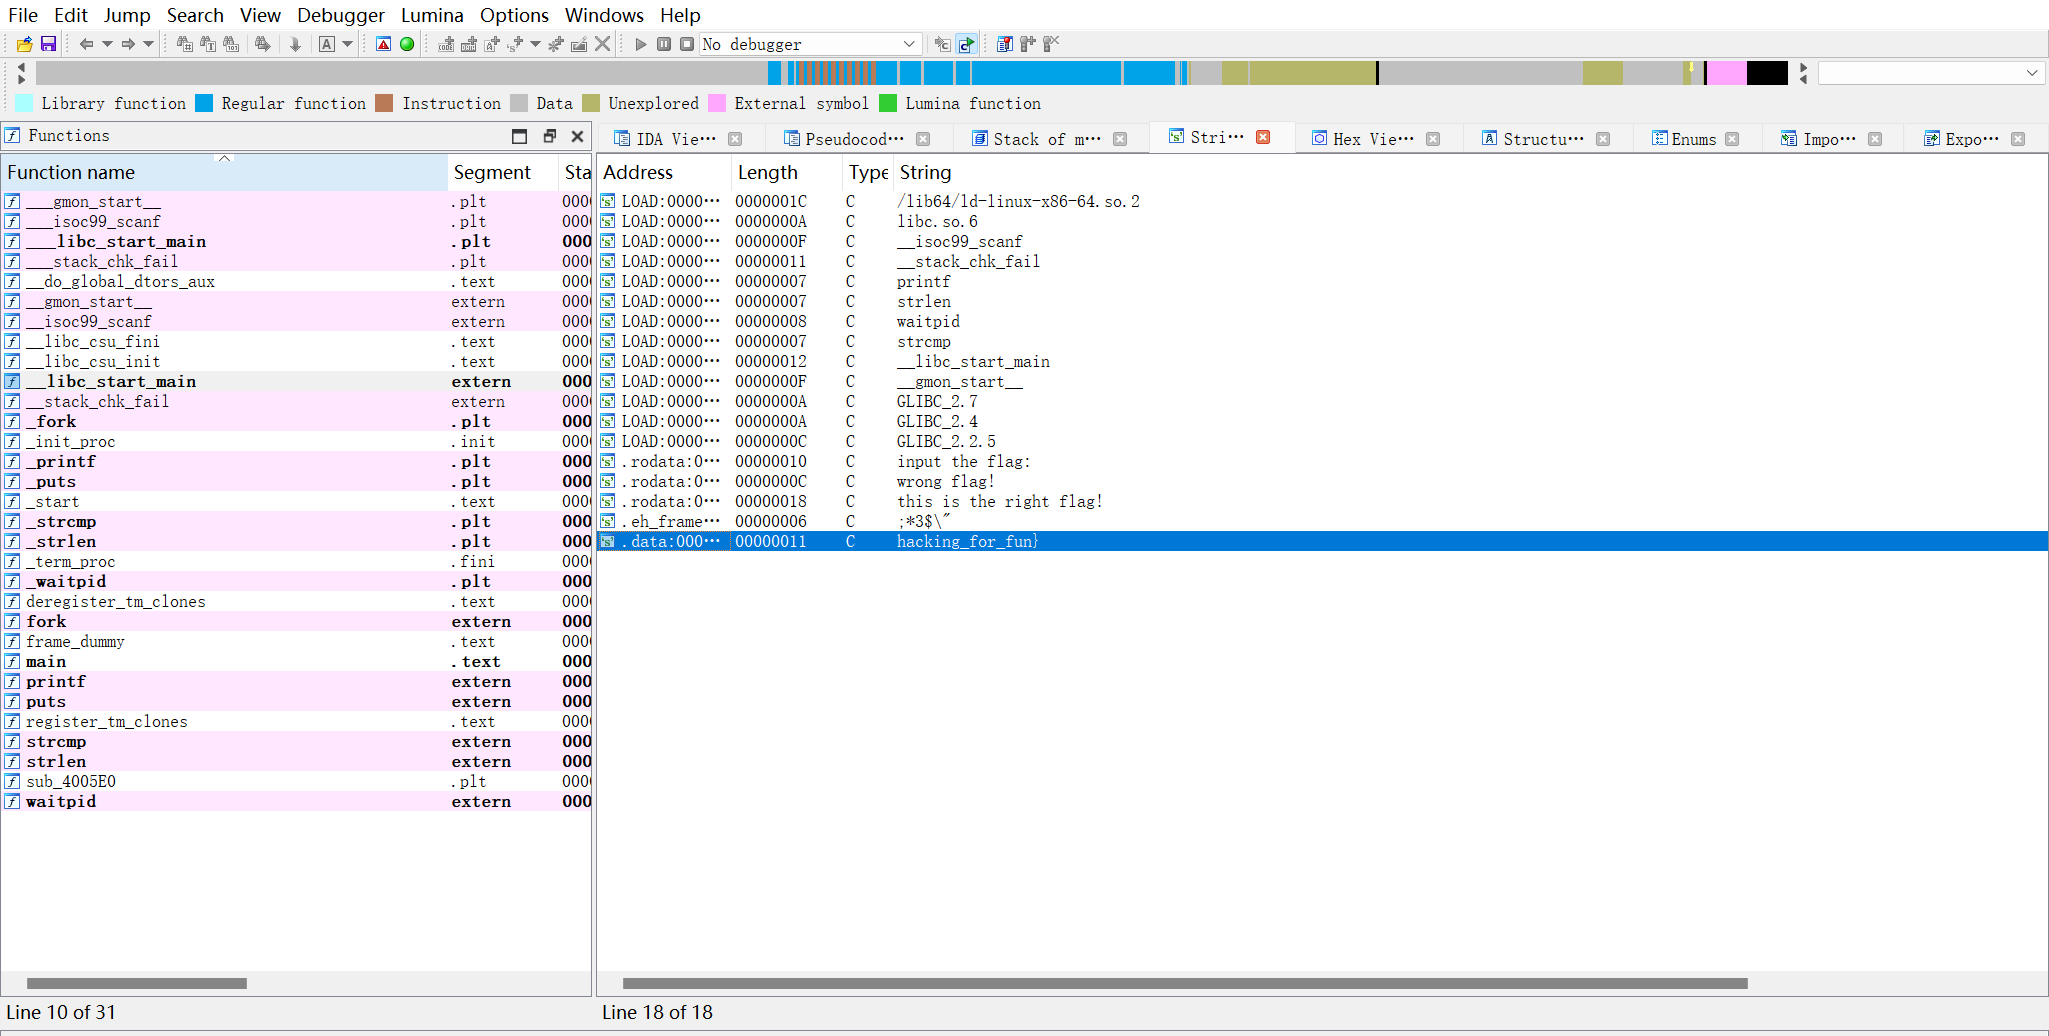 File Edit Jump Search View Debugger Lumina Options Windows Help
No debugger
Library function Regular function Instruction Data Unexplored External symbol Lumina function
Functions
IDA Vie··· Pseudocod··· Stack of m··· Stri··· Hex Vie··· Structu··· Enums Impo··· Expo···
Function name Segment Sta
___gmon_start__ .plt 000
___isoc99_scanf .plt 000
___libc_start_main .plt 000
___stack_chk_fail .plt 000
__do_global_dtors_aux .text 000
__gmon_start__ extern 000
__isoc99_scanf extern 000
__libc_csu_fini .text 000
__libc_csu_init .text 000
__libc_start_main extern 000
__stack_chk_fail extern 000
_fork .plt 000
_init_proc .init 000
_printf .plt 000
_puts .plt 000
_start .text 000
_strcmp .plt 000
_strlen .plt 000
_term_proc .fini 000
_waitpid .plt 000
deregister_tm_clones .text 000
fork extern 000
frame_dummy .text 000
main .text 000
printf extern 000
puts extern 000
register_tm_clones .text 000
strcmp extern 000
strlen extern 000
sub_4005E0 .plt 000
waitpid extern 000
Line 10 of 31
Address Length Type String
LOAD:0000··· 0000001C C /lib64/ld-linux-x86-64.so.2
LOAD:0000··· 0000000A C libc.so.6
LOAD:0000··· 0000000F C __isoc99_scanf
LOAD:0000··· 00000011 C __stack_chk_fail
LOAD:0000··· 00000007 C printf
LOAD:0000··· 00000007 C strlen
LOAD:0000··· 00000008 C waitpid
LOAD:0000··· 00000007 C strcmp
LOAD:0000··· 00000012 C __libc_start_main
LOAD:0000··· 0000000F C __gmon_start__
LOAD:0000··· 0000000A C GLIBC_2.7
LOAD:0000··· 0000000A C GLIBC_2.4
LOAD:0000··· 0000000C C GLIBC_2.2.5
.rodata:0··· 00000010 C input the flag:
.rodata:0··· 0000000C C wrong flag!
.rodata:0··· 00000018 C this is the right flag!
.eh_frame··· 00000006 C ;*3$\"
.data:000··· 00000011 C hacking_for_fun}
Line 18 of 18